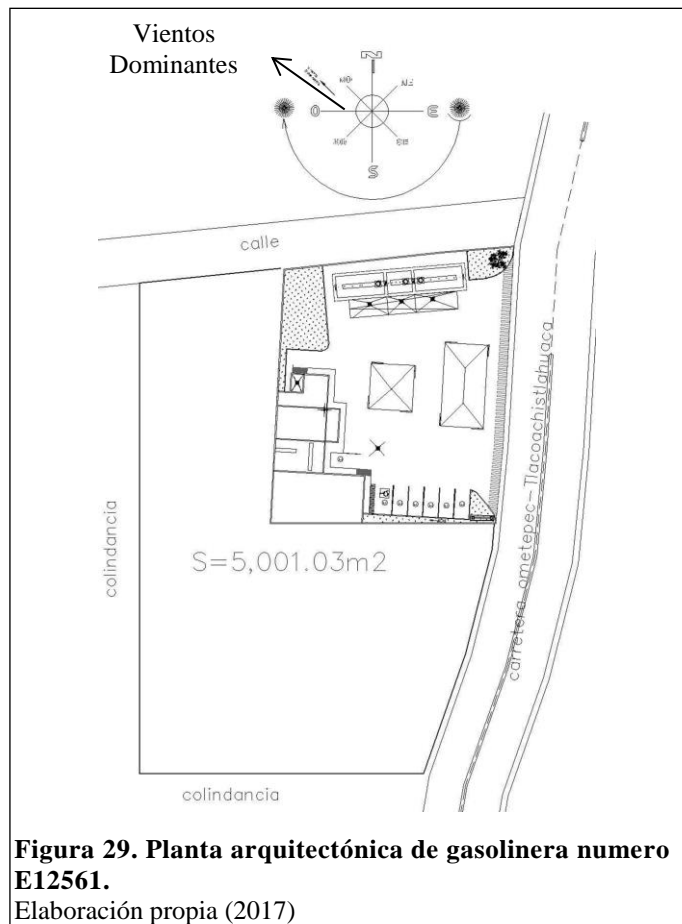 Vientos
Dominantes
N
NE
O
E
S
calle
carretera ometepec-Tlacoachistlahuaca
colindancia
S=5,001.03m2
colindancia
Figura 29. Planta arquitectónica de gasolinera numero
E12561.
Elaboración propia (2017)